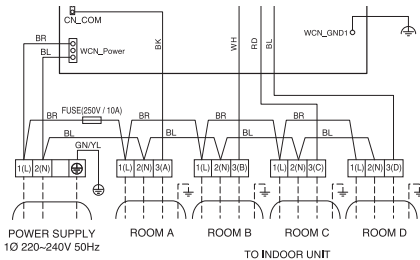 CN_COM
BR
WCN_Power
BL
BK
WH
RD
BL
WCN_GND1
FUSE(250V / 10A)
BR
BR
BR
BR
BL
BL
BL
BL
GN/YL
1(L) 2(N)
1(L) 2(N) 3(A)
1(L) 2(N) 3(B)
1(L) 2(N) 3(C)
1(L) 2(N) 3(D)
POWER SUPPLY
1Ø 220~240V 50Hz
ROOM A
ROOM B
ROOM C
ROOM D
TO INDOOR UNIT